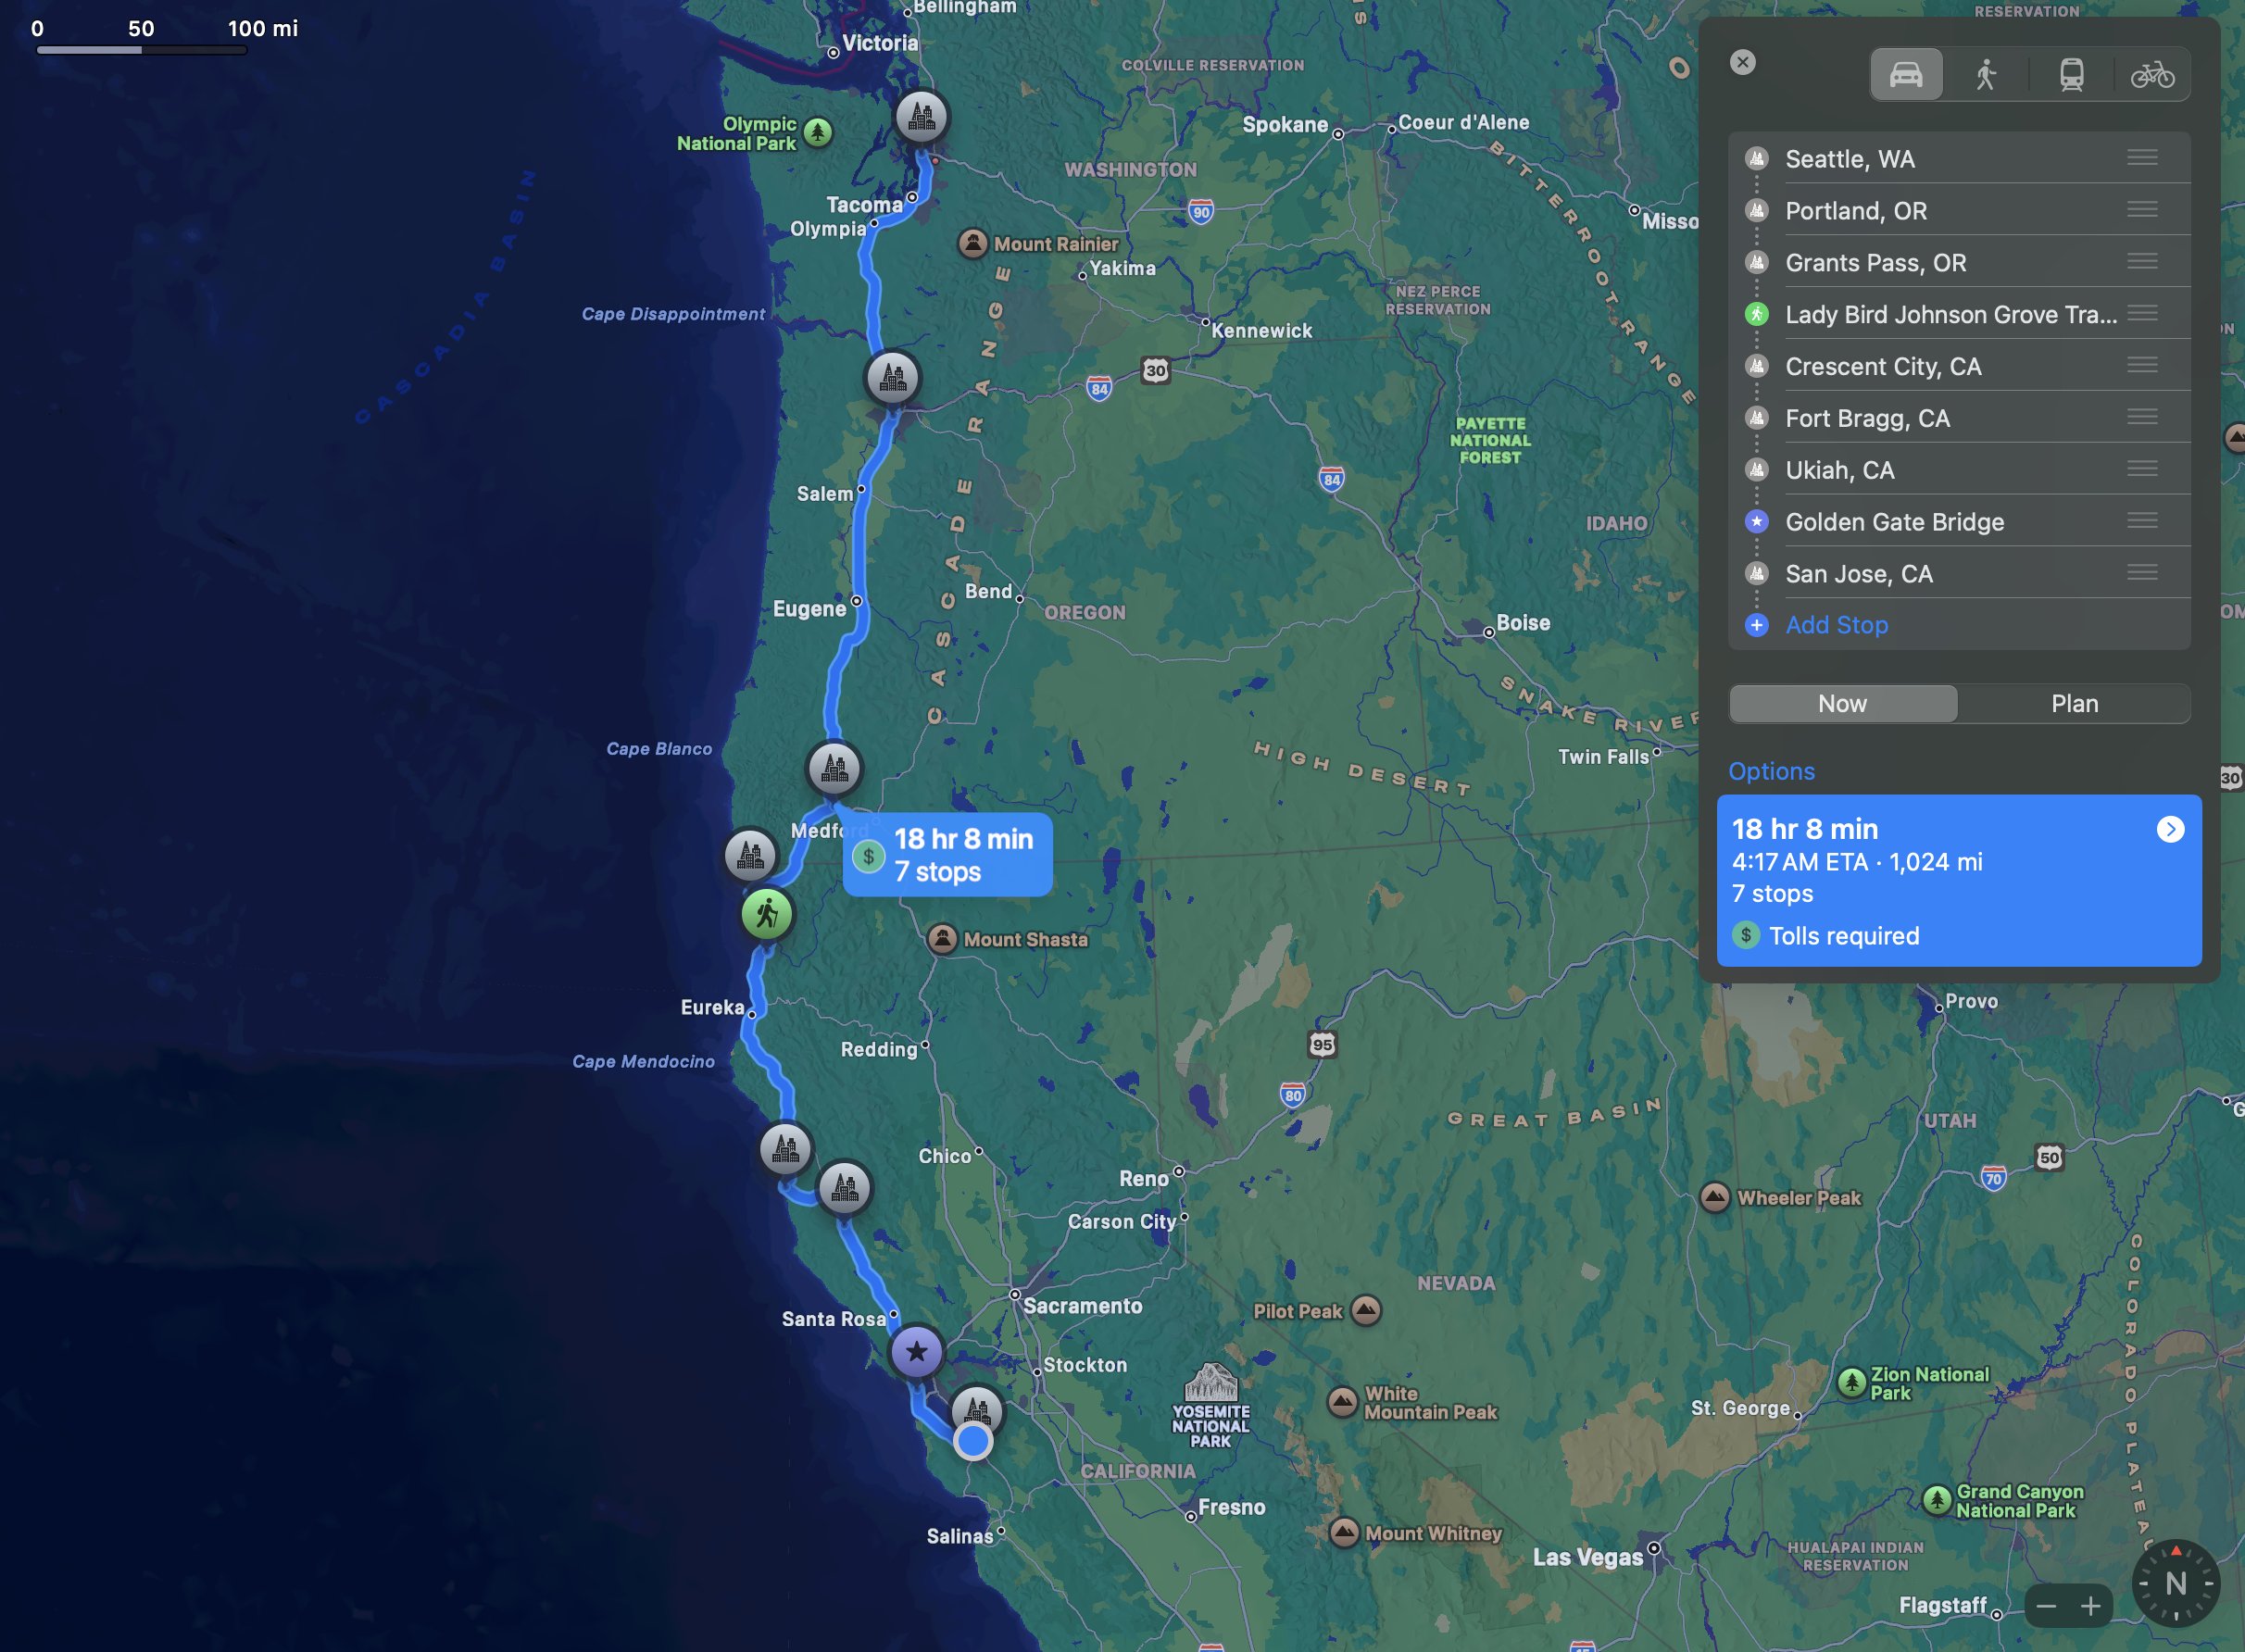 0 50 100 mi
Bellingham
Victoria
Olympic
National Park
COLVILLE RESERVATION
Spokane
Coeur d'Alene
WASHINGTON
90
Tacoma
Olympia
Mount Rainier
Yakima
Misso
BITTERROOT RANGE
CASCADIA BASIN
Cape Disappointment
NEZ PERCE
RESERVATION
Kennewick
30
84
CASCADE RANGE
PAYETTE
NATIONAL
FOREST
84
Salem
IDAHO
Bend
Eugene
OREGON
Boise
SNAKE RIVER
Cape Blanco
HIGH DESERT
Twin Falls
Medford
$ 18 hr 8 min
7 stops
Mount Shasta
Eureka
Redding
95
Cape Mendocino
80
GREAT BASIN
Provo
UTAH
Chico
50
Reno
70
Wheeler Peak
Carson City
COLORADO PLATEAU
NEVADA
Sacramento
Pilot Peak
Santa Rosa
Stockton
Zion National
Park
White
Mountain Peak
YOSEMITE
NATIONAL
PARK
St. George
CALIFORNIA
Grand Canyon
National Park
Fresno
Mount Whitney
Salinas
Las Vegas
HUALAPAI INDIAN
RESERVATION
N
Flagstaff
RESERVATION
30
Seattle, WA
Portland, OR
Grants Pass, OR
Lady Bird Johnson Grove Tra...
Crescent City, CA
Fort Bragg, CA
Ukiah, CA
Golden Gate Bridge
San Jose, CA
Add Stop
Now Plan
Options
18 hr 8 min
4:17 AM ETA · 1,024 mi
7 stops
$ Tolls required